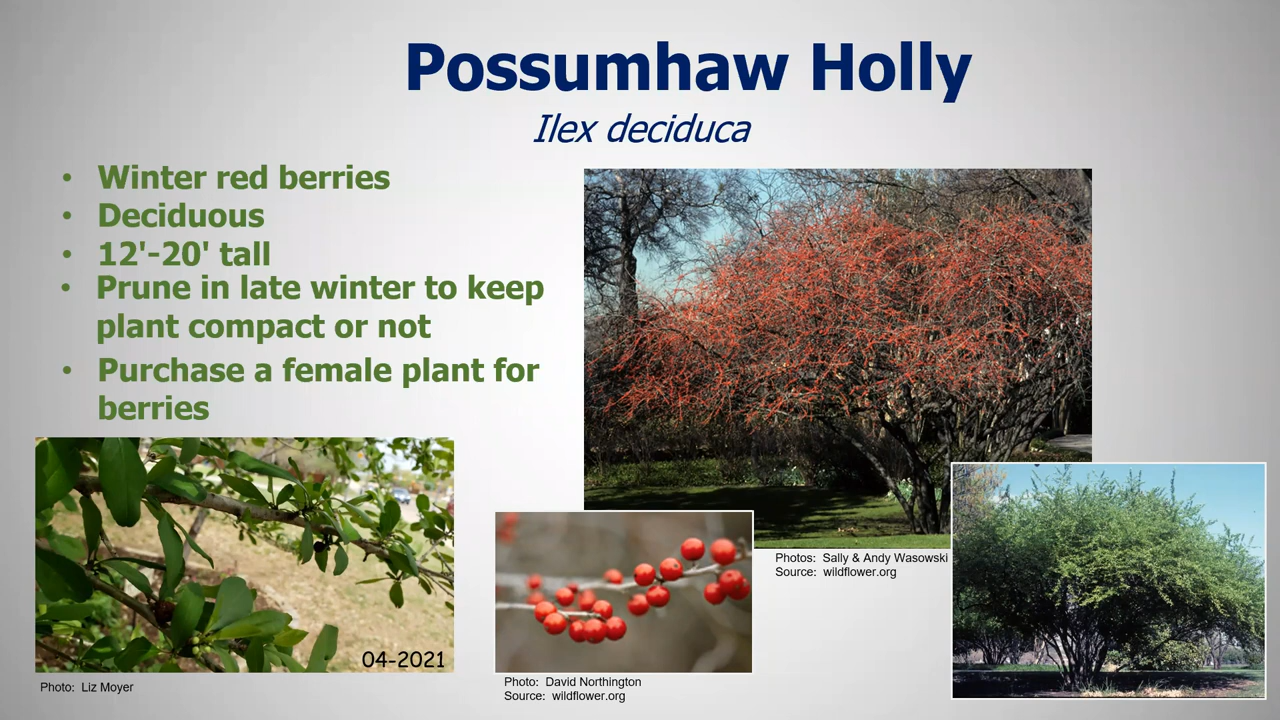 Possumhaw Holly
Ilex deciduca
• Winter red berries
• Deciduous
• 12'-20' tall
• Prune in late winter to keep
plant compact or not
• Purchase a female plant for
berries
04-2021
Photo: Liz Moyer
Photo: David Northington
Source: wildflower.org
Photos: Sally & Andy Wasowski
Source: wildflower.org